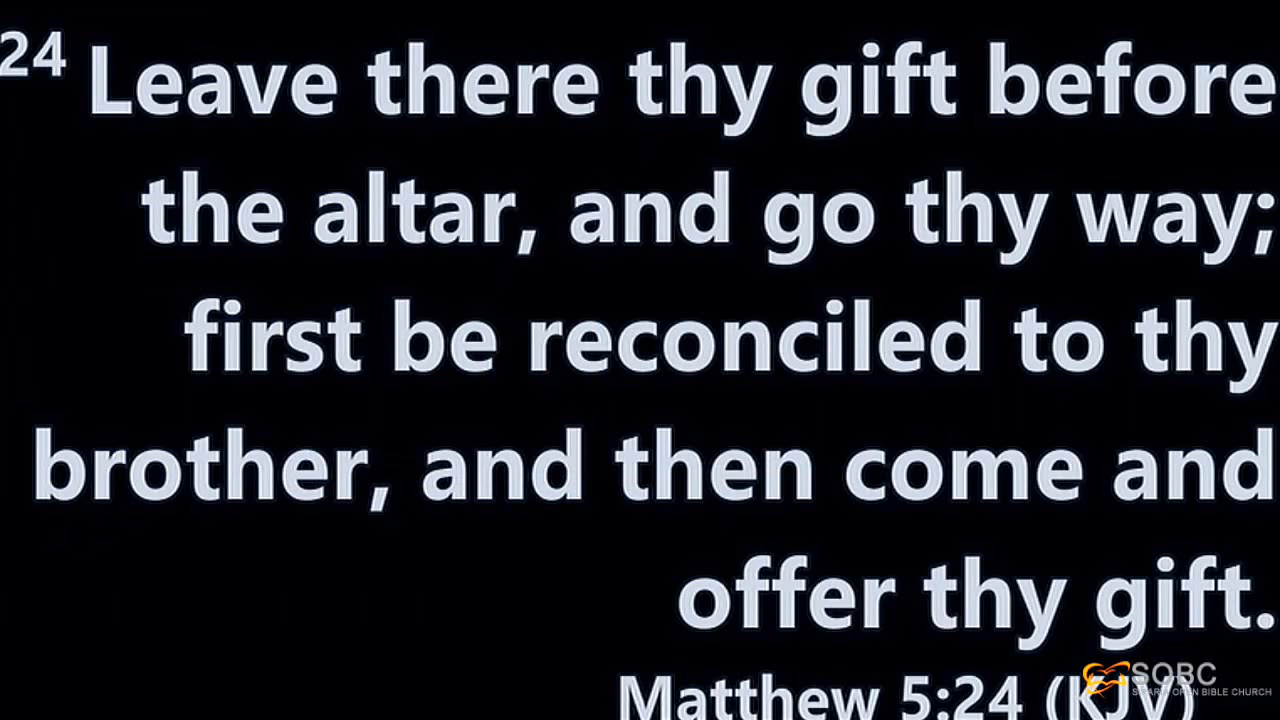 24 Leave there thy gift before
the altar, and go thy way;
first be reconciled to thy
brother, and then come and
offer thy gift.
Matthew 5:24 (KJV)
SOBC
OPEN BIBLE CHURCH